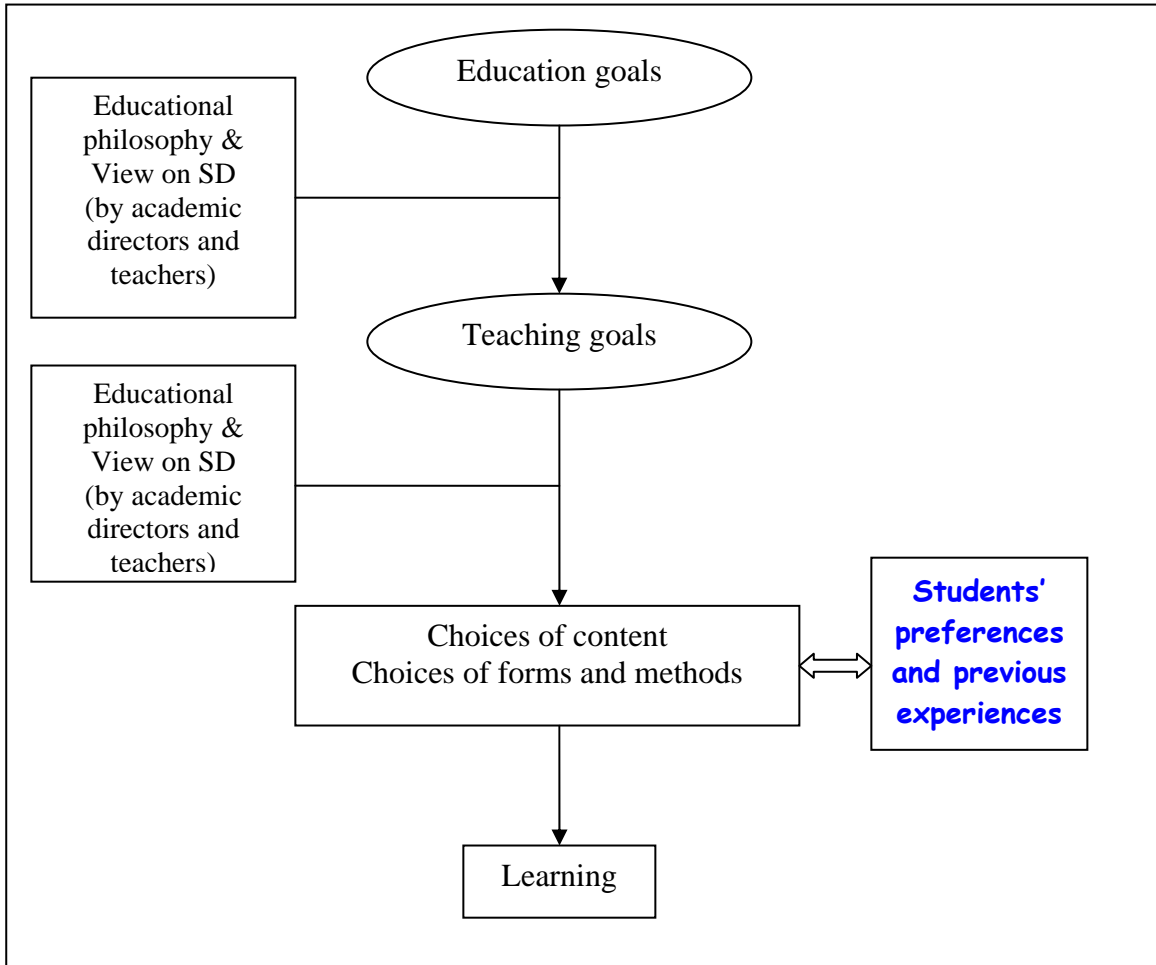 Education goals
Educational
philosophy &
View on SD
(by academic
directors and
teachers)
Teaching goals
Educational
philosophy &
View on SD
(by academic
directors and
teachers)
Choices of content
Choices of forms and methods
Students’
preferences
and previous
experiences
Learning